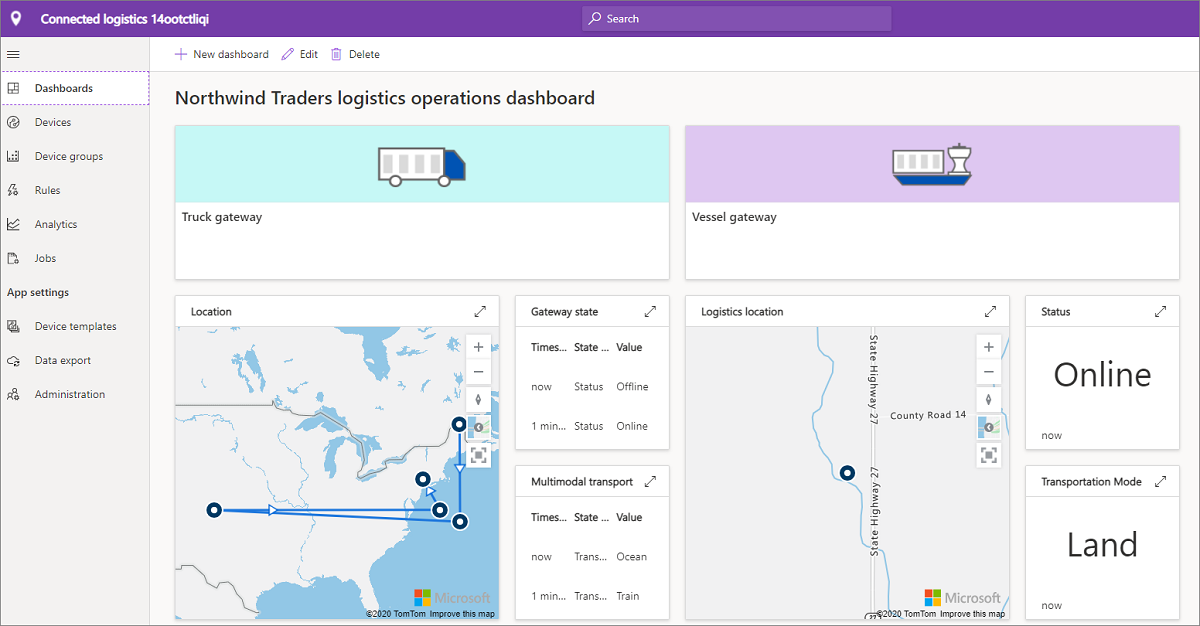 Connected logistics 14ootctliqi
Search
New dashboard Edit Delete
Dashboards
Devices
Device groups
Rules
Analytics
Jobs
App settings
Device templates
Data export
Administration
Northwind Traders logistics operations dashboard
Truck gateway
Vessel gateway
Location
Microsoft
©2020 TomTom Improve this map
Gateway state
Times... State ... Value
now Status Offline
1 min... Status Online
Multimodal transport
Times... State ... Value
now Trans... Ocean
1 min... Trans... Train
Logistics location
State Highway 27
County Road 14
State Highway 27
Microsoft
©2020 TomTom Improve this map
Status
Online
now
Transportation Mode
Land
now